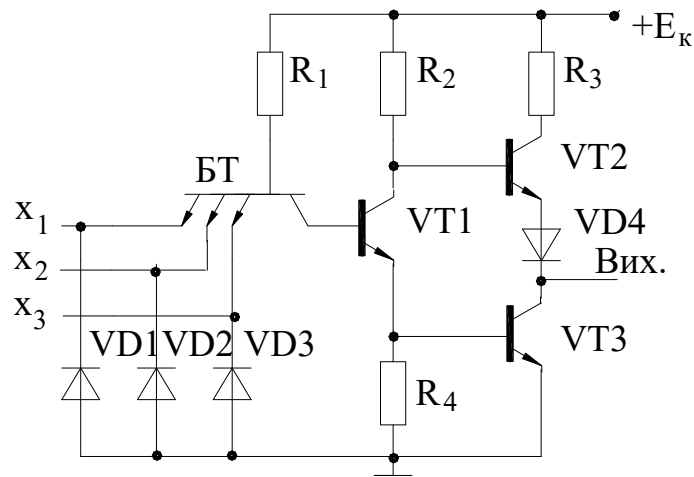 +Eк
R1 R2 R3
БТ
VT2
x1
VT1
VD4
x2
Вих.
x3
VD1 VD2 VD3
VT3
R4